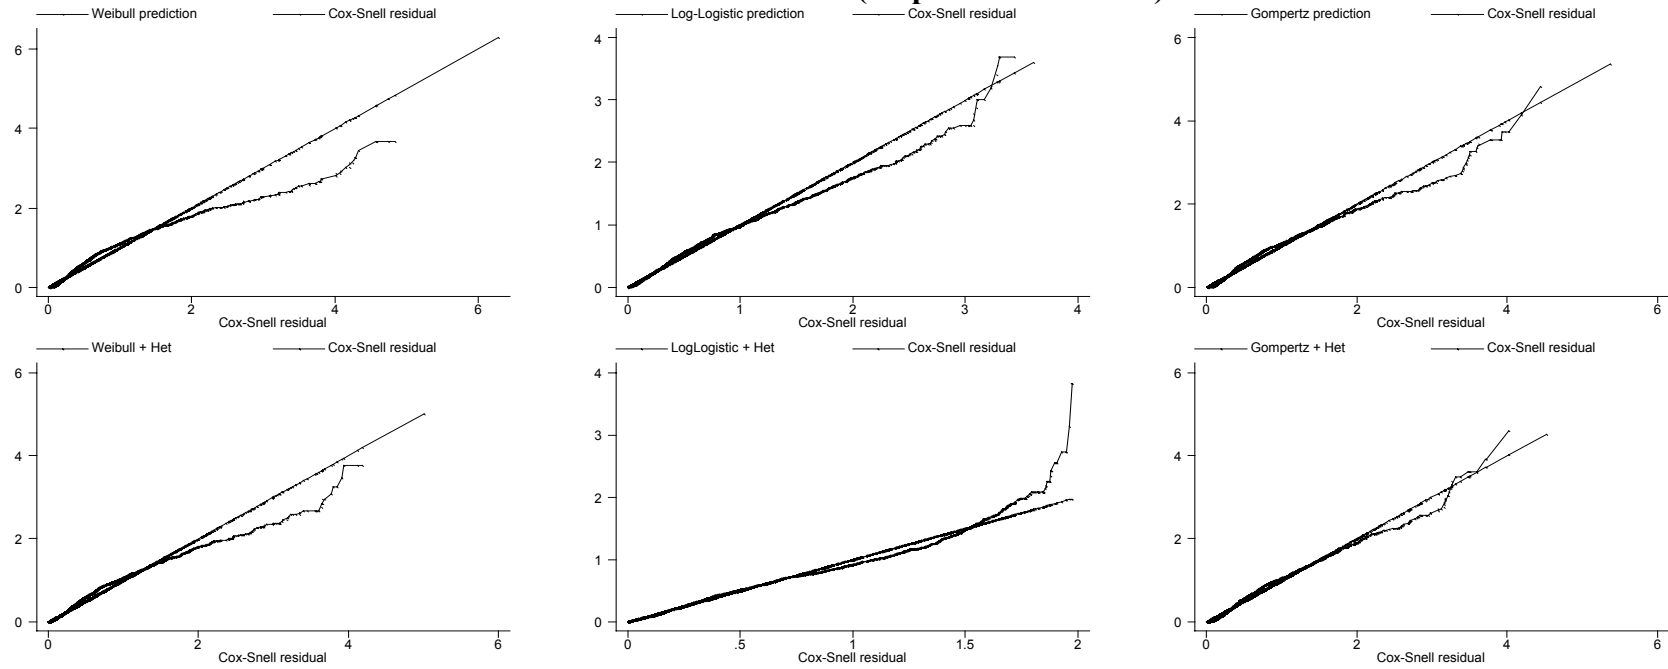 Weibull prediction Cox-Snell residual
6
4
2
0
0 2 4 6
Cox-Snell residual
Log-Logistic prediction Cox-Snell residual
4
3
2
1
0
0 1 2 3 4
Cox-Snell residual
Gompertz prediction Cox-Snell residual
6
4
2
0
0 2 4 6
Cox-Snell residual
Weibull + Het Cox-Snell residual
6
4
2
0
0 2 4 6
Cox-Snell residual
LogLogistic + Het Cox-Snell residual
4
3
2
1
0
0 .5 1 1.5 2
Cox-Snell residual
Gompertz + Het Cox-Snell residual
6
4
2
0
0 2 4 6
Cox-Snell residual